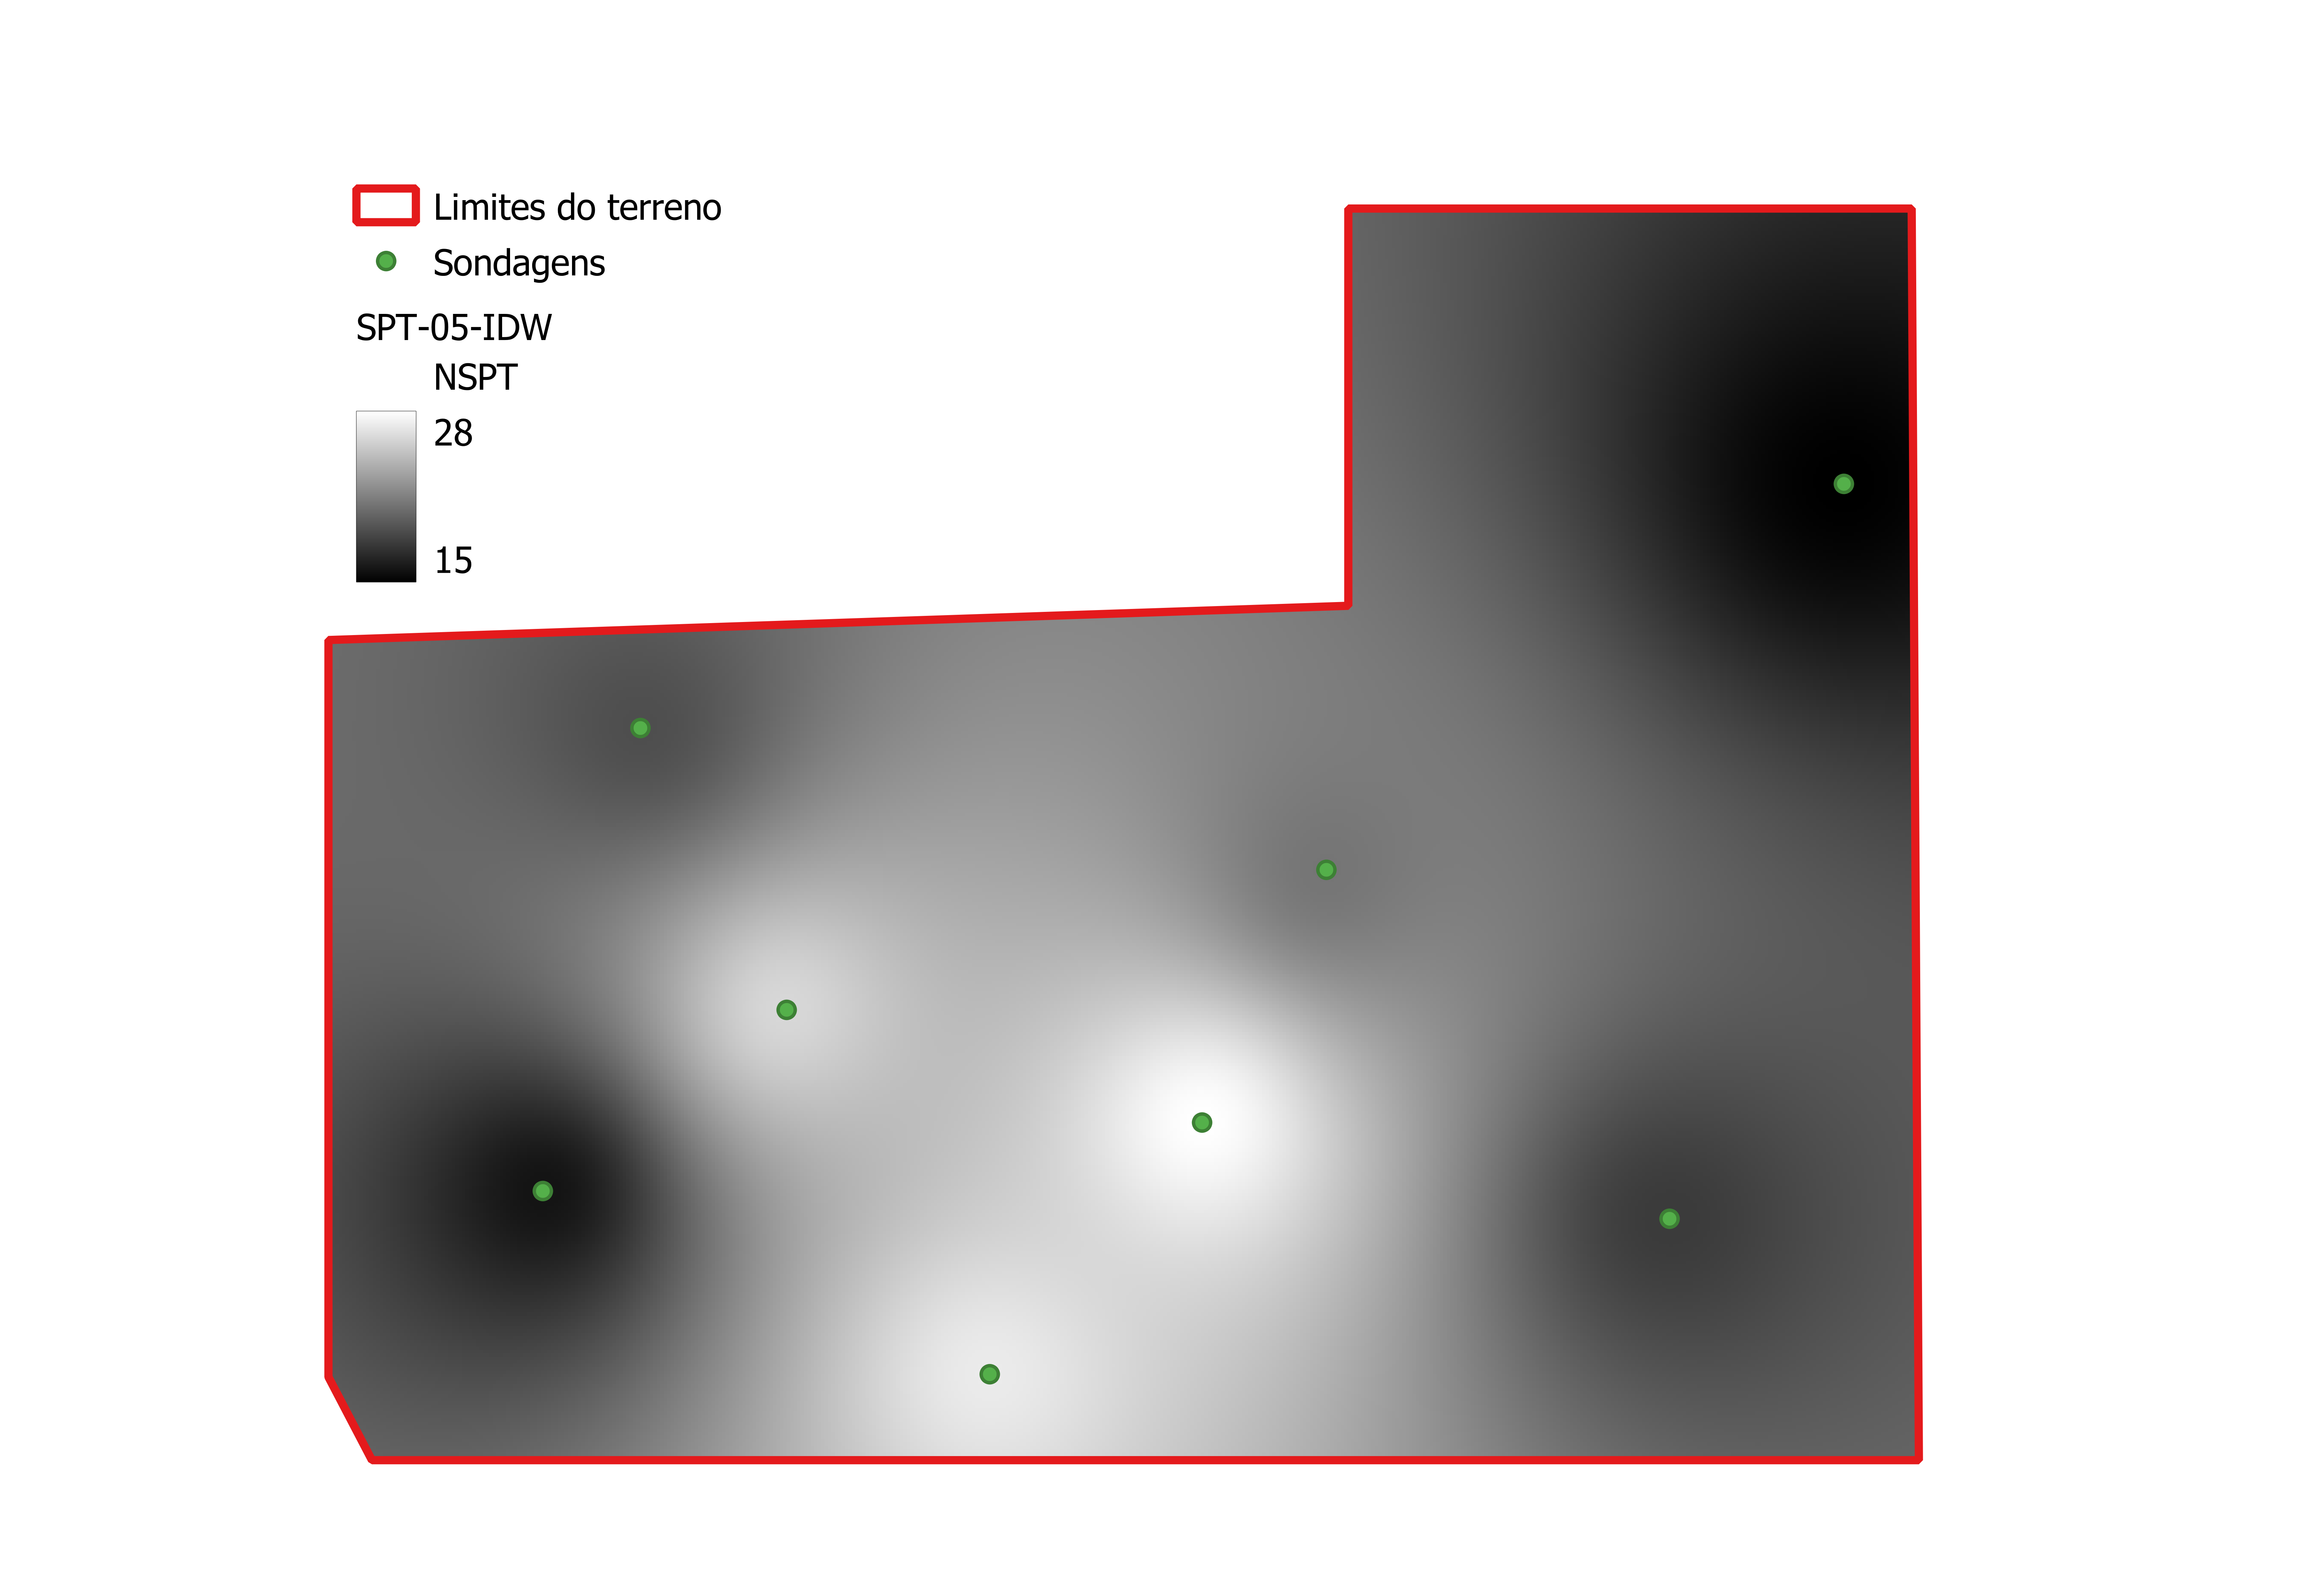 Limites do terreno
Sondagens
SPT-05-IDW
NSPT
28
15